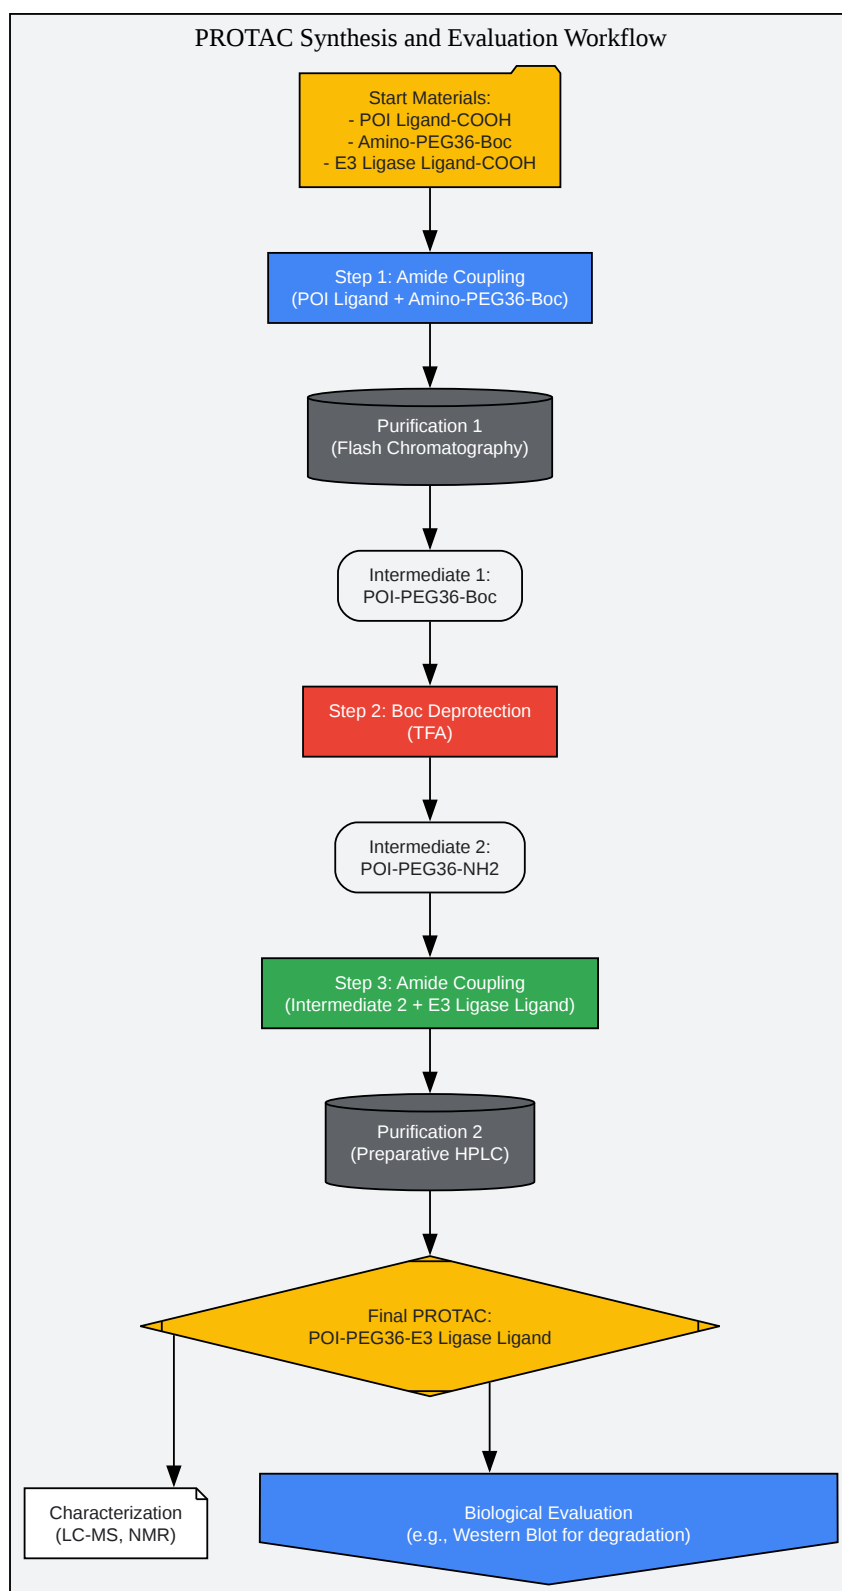 PROTAC Synthesis and Evaluation Workflow
Start Materials:
- POI Ligand-COOH
- Amino-PEG36-Boc
- E3 Ligase Ligand-COOH
Step 1: Amide Coupling
(POI Ligand + Amino-PEG36-Boc)
Purification 1
(Flash Chromatography)
Intermediate 1:
POI-PEG36-Boc
Step 2: Boc Deprotection
(TFA)
Intermediate 2:
POI-PEG36-NH2
Step 3: Amide Coupling
(Intermediate 2 + E3 Ligase Ligand)
Purification 2
(Preparative HPLC)
Final PROTAC:
POI-PEG36-E3 Ligase Ligand
Characterization
(LC-MS, NMR)
Biological Evaluation
(e.g., Western Blot for degradation)